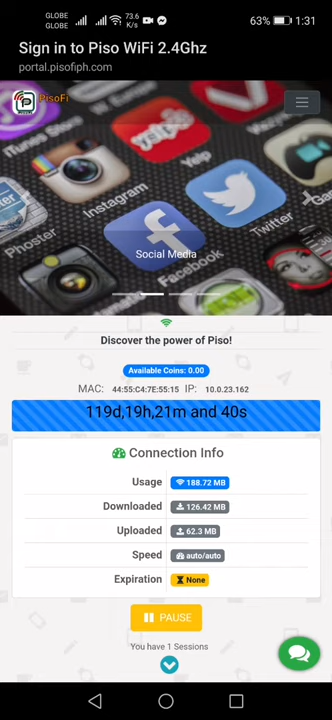 GLOBE
GLOBE
73.6
K/s
63%
1:31
Sign in to Piso WiFi 2.4Ghz
portal.pisofiph.com
PisoFi
iTunes Store
Yelp
Instagram
Phoster
Twitter
Facebook
Social Media
Discover the power of Piso!
Available Coins: 0.00
MAC: 44:55:C4:7E:55:15 IP: 10.0.23.162
119d,19h,21m and 40s
Connection Info
Usage 188.72 MB
Downloaded 126.42 MB
Uploaded 62.3 MB
Speed auto/auto
Expiration None
PAUSE
You have 1 Sessions